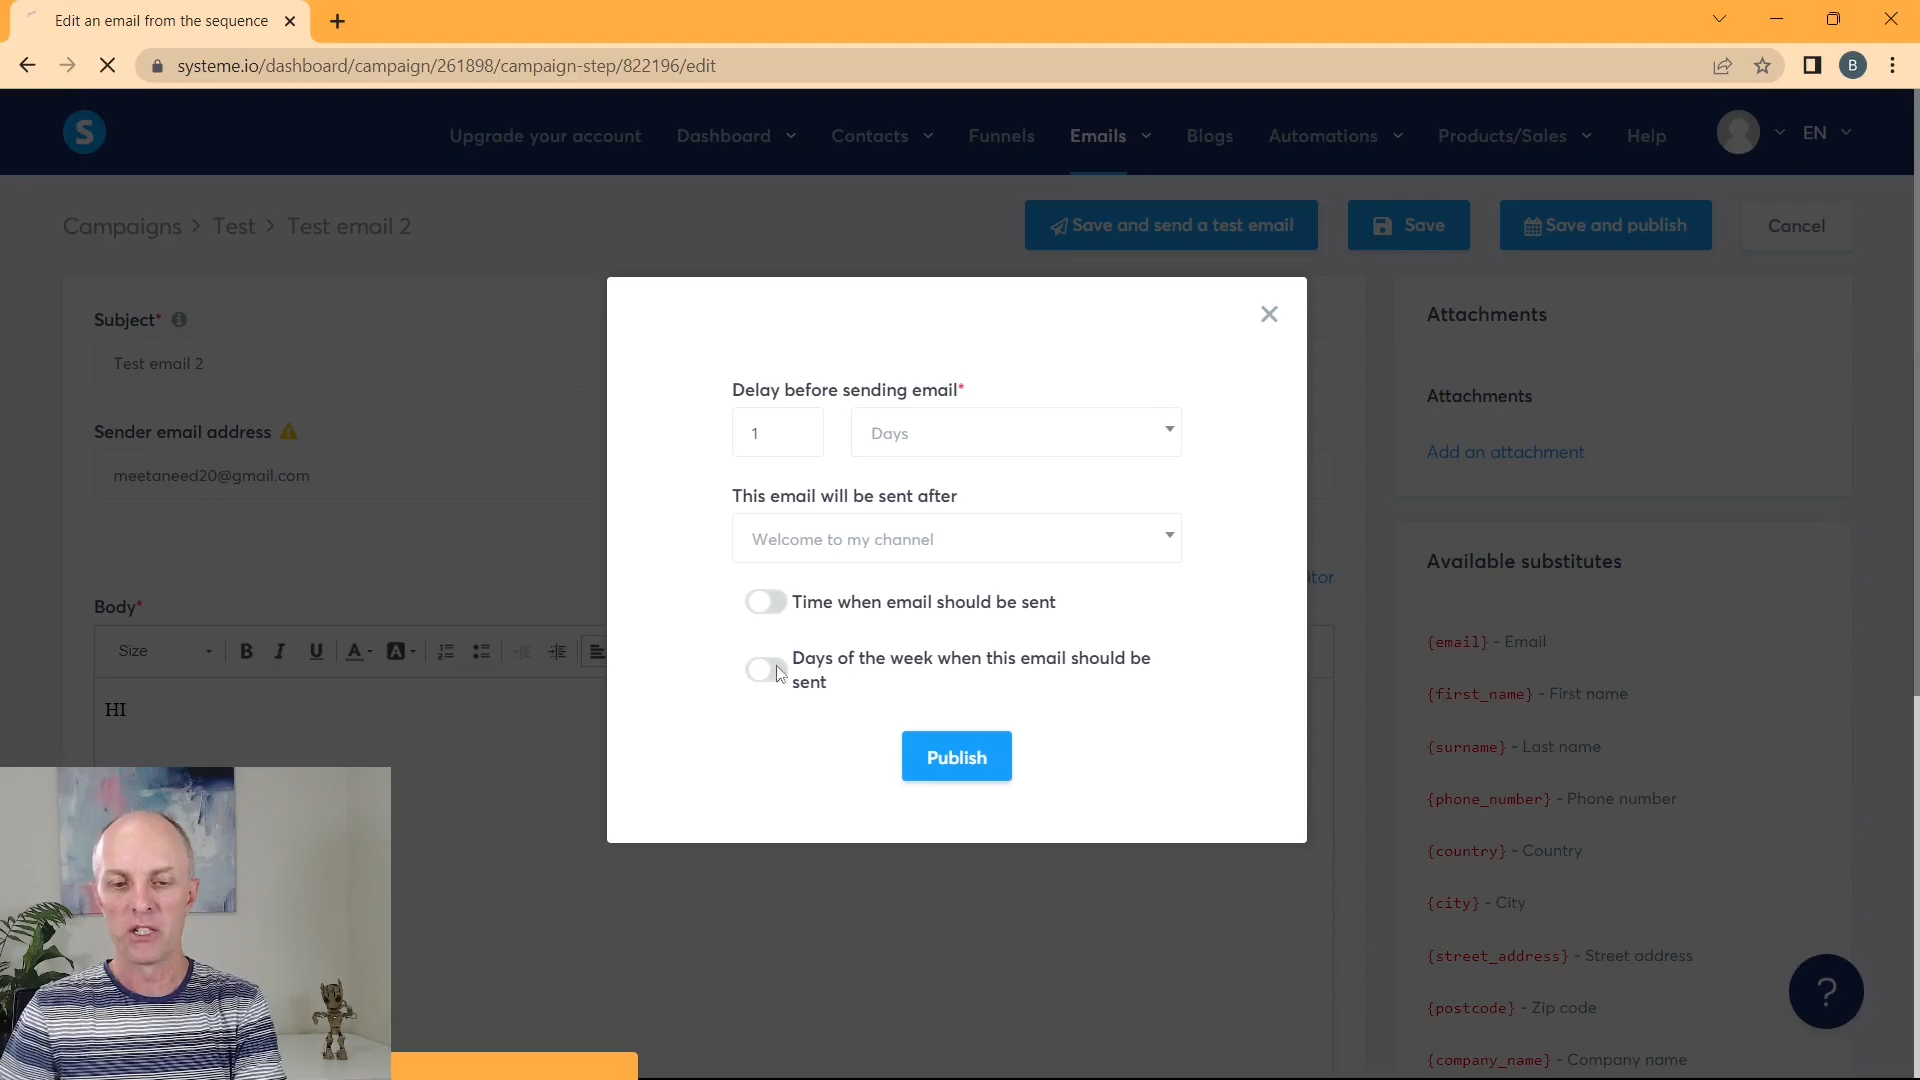 Edit an email from the sequence
systeme.io/dashboard/campaign/261898/campaign-step/822196/edit
B
S
Upgrade your account Dashboard Contacts Funnels Emails Blogs Automations Products/Sales Help EN
Campaigns > Test > Test email 2
Save and send a test email
Save
Save and publish
Cancel
Subject*
Test email 2
Sender email address
meetaneed20@gmail.com
Body*
Size B I U A A
HI
Delay before sending email*
1 Days
This email will be sent after
Welcome to my channel
Time when email should be sent
Days of the week when this email should be
sent
Publish
itor
Attachments
Attachments
Add an attachment
Available substitutes
{email} - Email
{first_name} - First name
{surname} - Last name
{phone_number} - Phone number
{country} - Country
{city} - City
{street_address} - Street address
{postcode} - Zip code
{company_name} - Company name
?